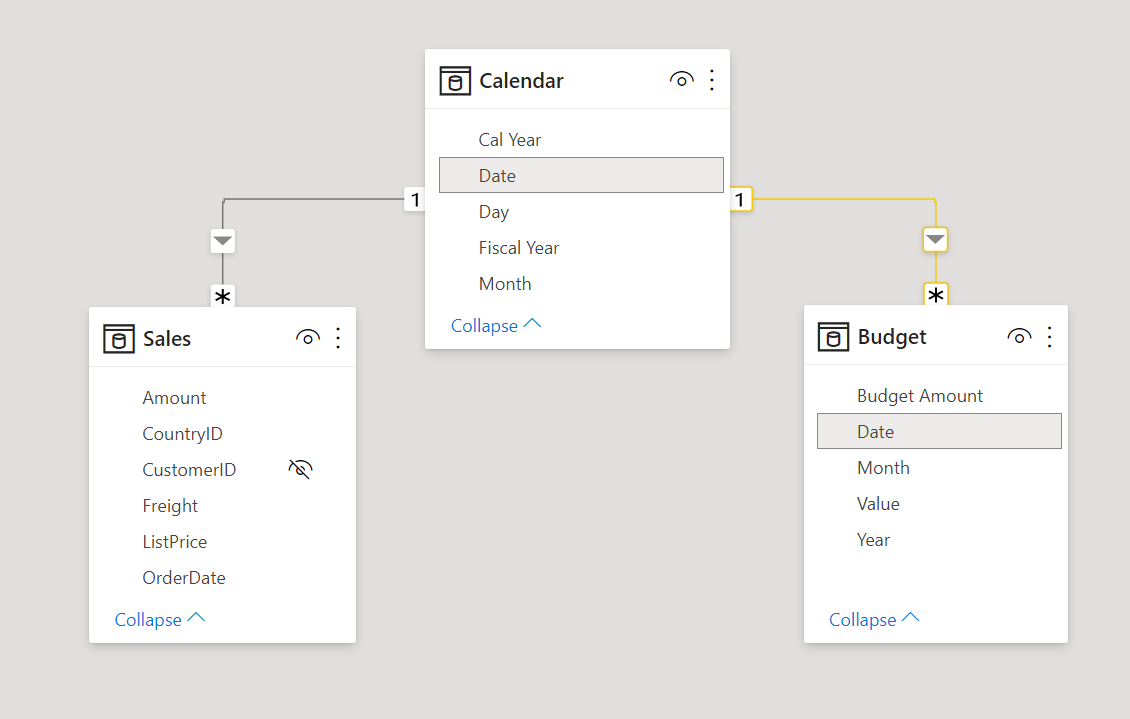 Calendar
Cal Year
Date
Day
Fiscal Year
Month
Collapse
1
1
*
*
Sales
Amount
CountryID
CustomerID
Freight
ListPrice
OrderDate
Collapse
Budget
Budget Amount
Date
Month
Value
Year
Collapse